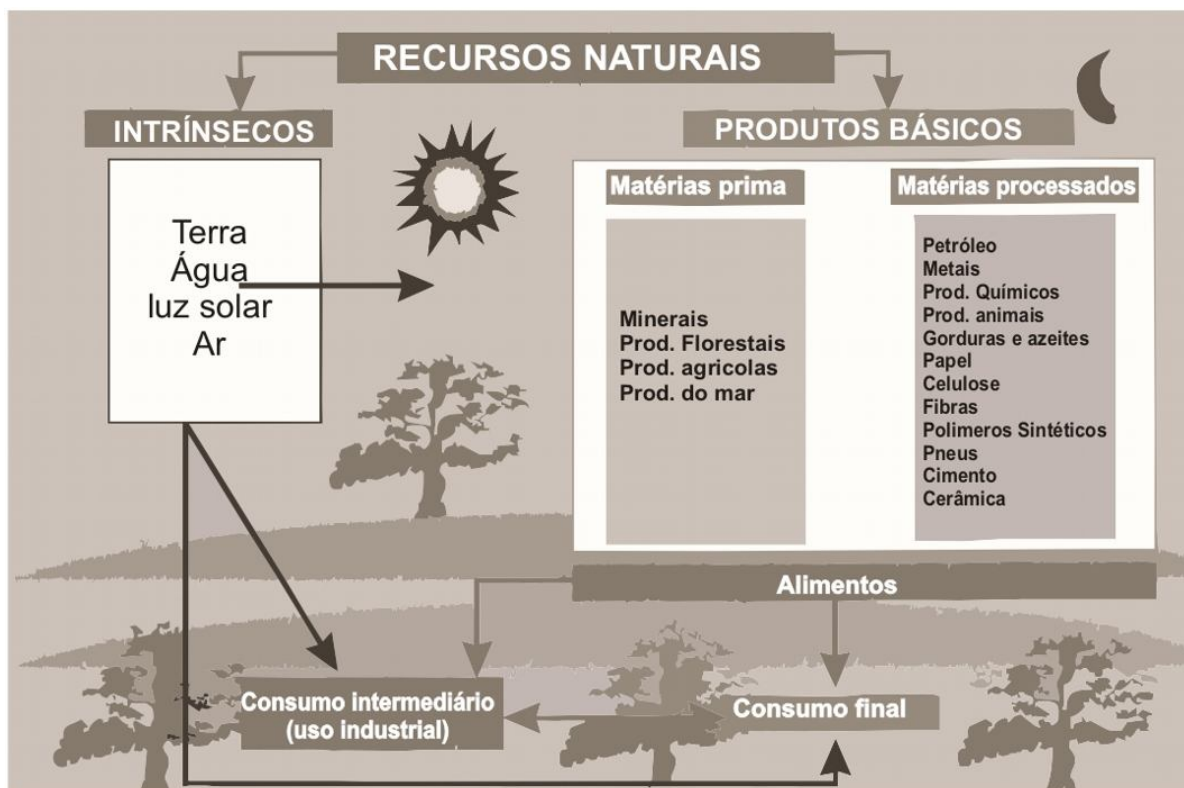 RECURSOS NATURAIS
INTRÍNSECOS
Terra
Água
luz solar
Ar
PRODUTOS BÁSICOS
Matérias prima
Minerais
Prod. Florestais
Prod. agricolas
Prod. do mar
Matérias processados
Petróleo
Metais
Prod. Químicos
Prod. animais
Gorduras e azeites
Papel
Celulose
Fibras
Polimeros Sintéticos
Pneus
Cimento
Cerâmica
Alimentos
Consumo intermediário
(uso industrial)
Consumo final